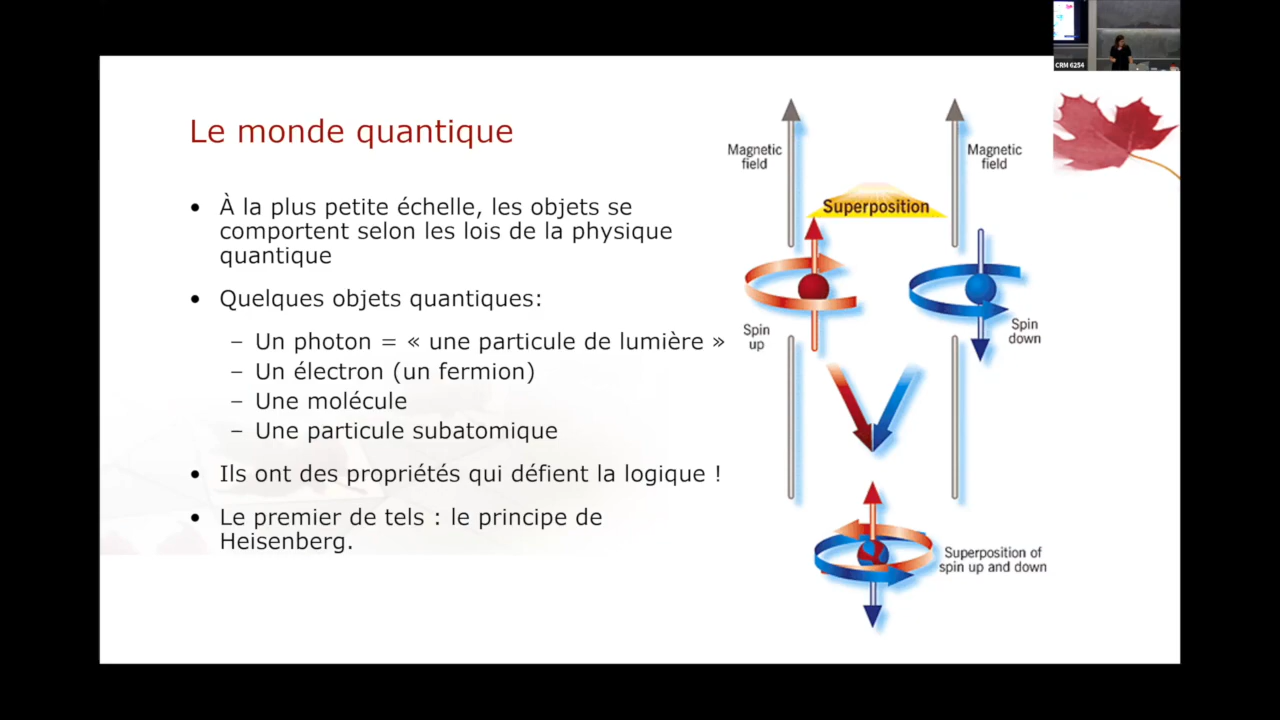 CRM 6254
Le monde quantique
• À la plus petite échelle, les objets se
comportent selon les lois de la physique
quantique
• Quelques objets quantiques:
– Un photon = « une particule de lumière »
– Un électron (un fermion)
– Une molécule
– Une particule subatomique
• Ils ont des propriétés qui défient la logique !
• Le premier de tels : le principe de
Heisenberg.
Magnetic
field
Magnetic
field
Superposition
Spin
up
Spin
down
Superposition of
spin up and down